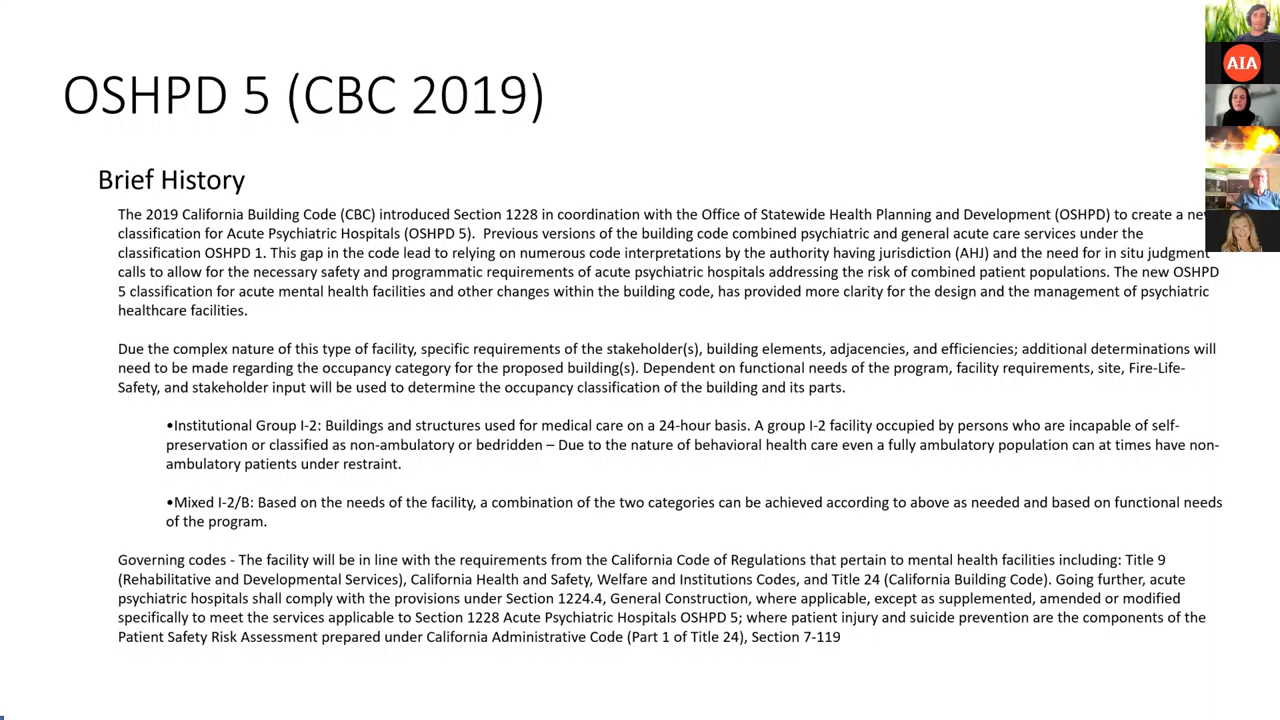 OSHPD 5 (CBC 2019)
AIA
Brief History
The 2019 California Building Code (CBC) introduced Section 1228 in coordination with the Office of Statewide Health Planning and Development (OSHPD) to create a new
classification for Acute Psychiatric Hospitals (OSHPD 5).  Previous versions of the building code combined psychiatric and general acute care services under the
classification OSHPD 1. This gap in the code lead to relying on numerous code interpretations by the authority having jurisdiction (AHJ) and the need for in situ judgment
calls to allow for the necessary safety and programmatic requirements of acute psychiatric hospitals addressing the risk of combined patient populations. The new OSHPD
5 classification for acute mental health facilities and other changes within the building code, has provided more clarity for the design and the management of psychiatric
healthcare facilities.
Due the complex nature of this type of facility, specific requirements of the stakeholder(s), building elements, adjacencies, and efficiencies; additional determinations will
need to be made regarding the occupancy category for the proposed building(s). Dependent on functional needs of the program, facility requirements, site, Fire-Life-
Safety, and stakeholder input will be used to determine the occupancy classification of the building and its parts.
•Institutional Group I-2: Buildings and structures used for medical care on a 24-hour basis. A group I-2 facility occupied by persons who are incapable of self-
preservation or classified as non-ambulatory or bedridden – Due to the nature of behavioral health care even a fully ambulatory population can at times have non-
ambulatory patients under restraint.
•Mixed I-2/B: Based on the needs of the facility, a combination of the two categories can be achieved according to above as needed and based on functional needs
of the program.
Governing codes - The facility will be in line with the requirements from the California Code of Regulations that pertain to mental health facilities including: Title 9
(Rehabilitative and Developmental Services), California Health and Safety, Welfare and Institutions Codes, and Title 24 (California Building Code). Going further, acute
psychiatric hospitals shall comply with the provisions under Section 1224.4, General Construction, where applicable, except as supplemented, amended or modified
specifically to meet the services applicable to Section 1228 Acute Psychiatric Hospitals OSHPD 5; where patient injury and suicide prevention are the components of the
Patient Safety Risk Assessment prepared under California Administrative Code (Part 1 of Title 24), Section 7-119